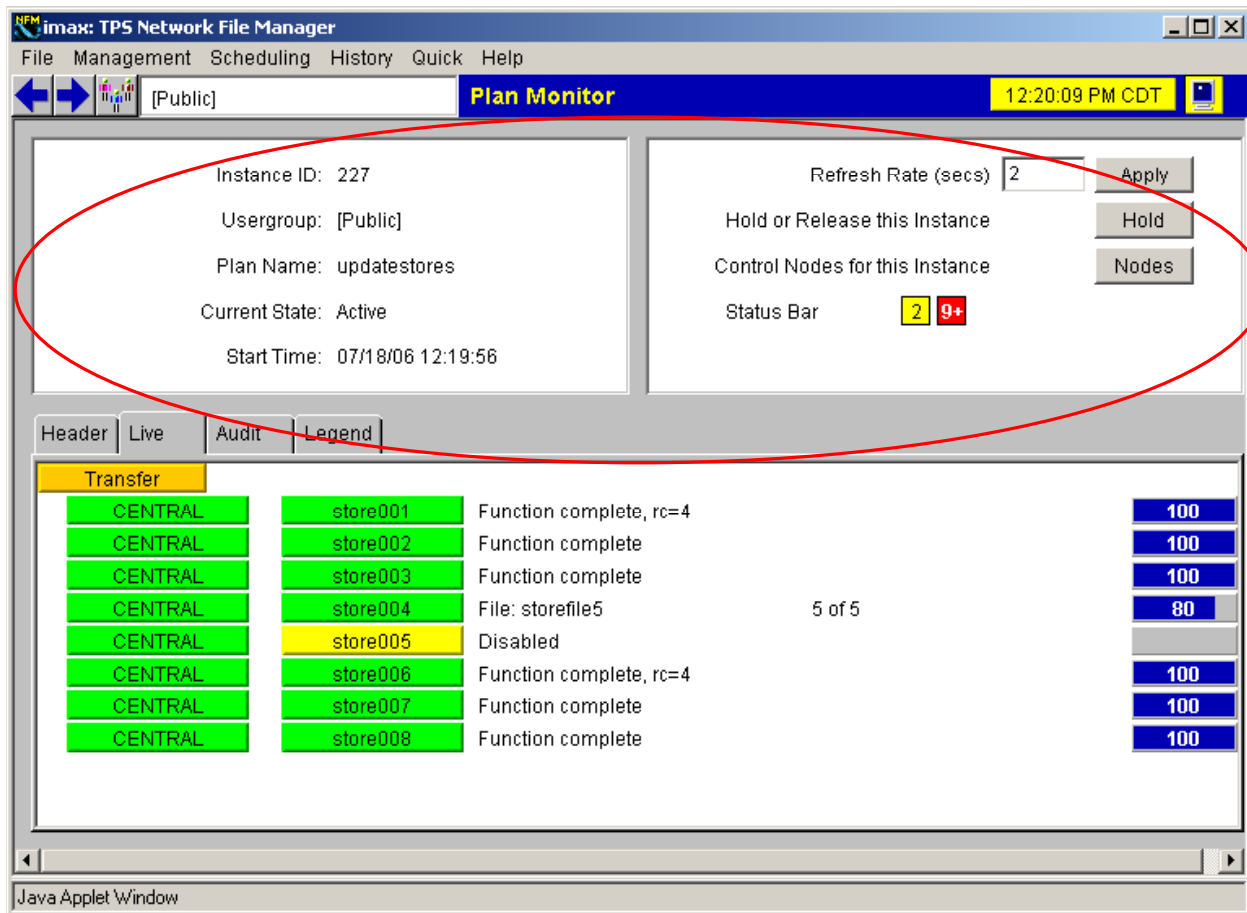 NFM imax: TPS Network File Manager
File Management Scheduling History Quick Help
[Public] Plan Monitor 12:20:09 PM CDT
Instance ID: 227
Usergroup: [Public]
Plan Name: updatestores
Current State: Active
Start Time: 07/18/06 12:19:56
Refresh Rate (secs) 2 Apply
Hold or Release this Instance Hold
Control Nodes for this Instance Nodes
Status Bar 2 9+
Header Live Audit Legend
Transfer
CENTRAL store001 Function complete, rc=4 100
CENTRAL store002 Function complete 100
CENTRAL store003 Function complete 100
CENTRAL store004 File: storefile5 5 of 5 80
CENTRAL store005 Disabled
CENTRAL store006 Function complete, rc=4 100
CENTRAL store007 Function complete 100
CENTRAL store008 Function complete 100
Java Applet Window